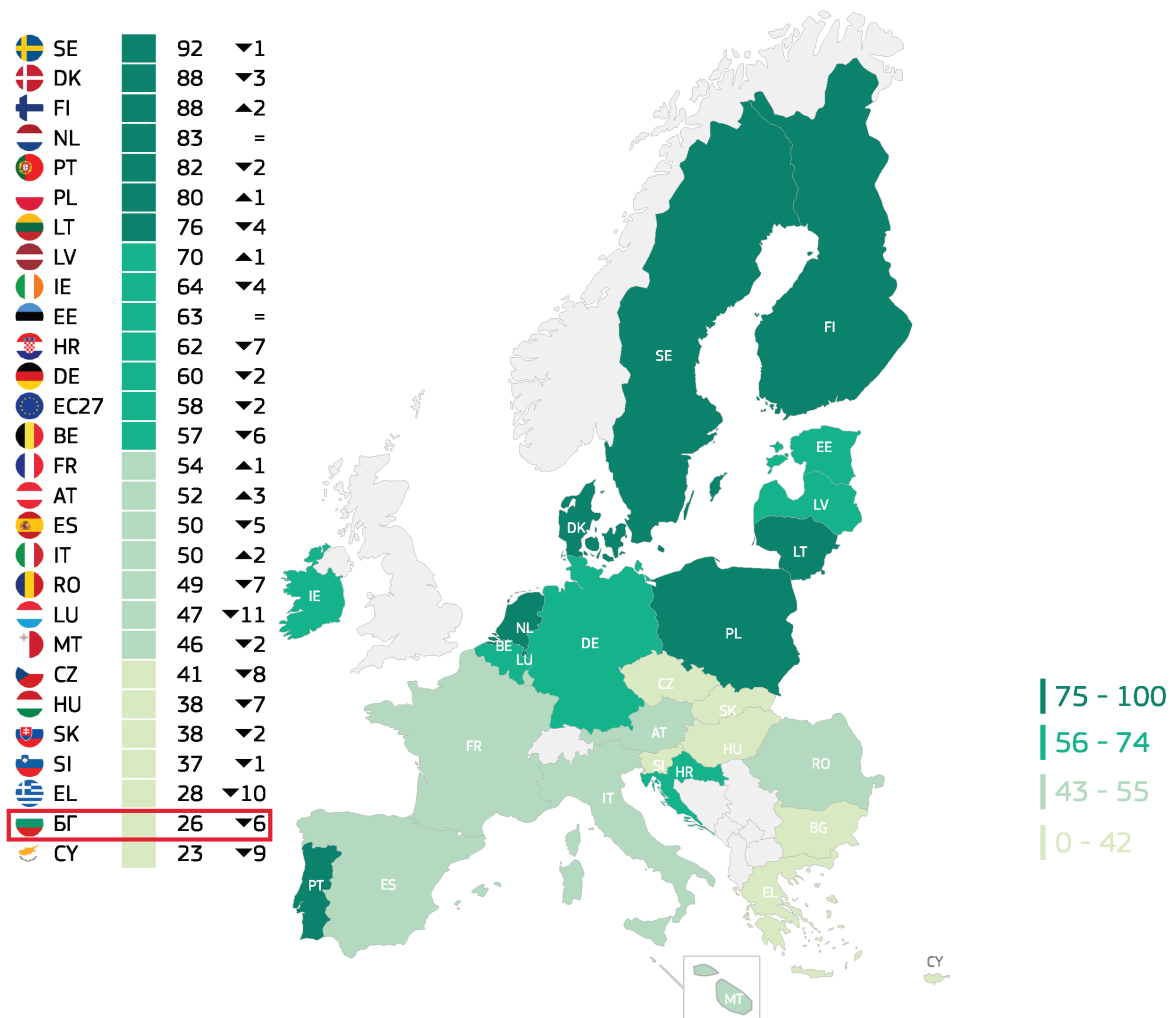 SE 92 ▼1
DK 88 ▼3
FI 88 ▲2
NL 83 =
PT 82 ▼2
PL 80 ▲1
LT 76 ▼4
LV 70 ▲1
IE 64 ▼4
EE 63 =
HR 62 ▼7
DE 60 ▼2
EC27 58 ▼2
BE 57 ▼6
FR 54 ▲1
AT 52 ▲3
ES 50 ▼5
IT 50 ▲2
RO 49 ▼7
LU 47 ▼11
MT 46 ▼2
CZ 41 ▼8
HU 38 ▼7
SK 38 ▼2
SI 37 ▼1
EL 28 ▼10
БГ 26 ▼6
CY 23 ▼9
FI
SE
EE
LV
DK
LT
IE
NL
PL
DE
BE
LU
CZ
SK
AT
FR
HU
SI
HR
RO
IT
BG
PT
ES
EL
CY
MT
75 - 100
56 - 74
43 - 55
0 - 42